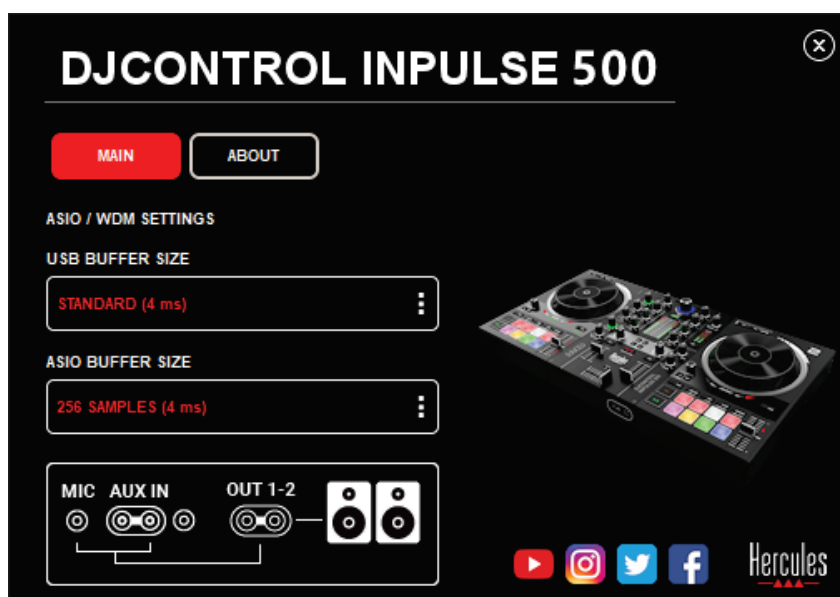 DJCONTROL INPULSE 500
MAIN
ABOUT
ASIO / WDM SETTINGS
USB BUFFER SIZE
STANDARD (4 ms)
ASIO BUFFER SIZE
256 SAMPLES (4 ms)
MIC AUX IN OUT 1-2
Hercules